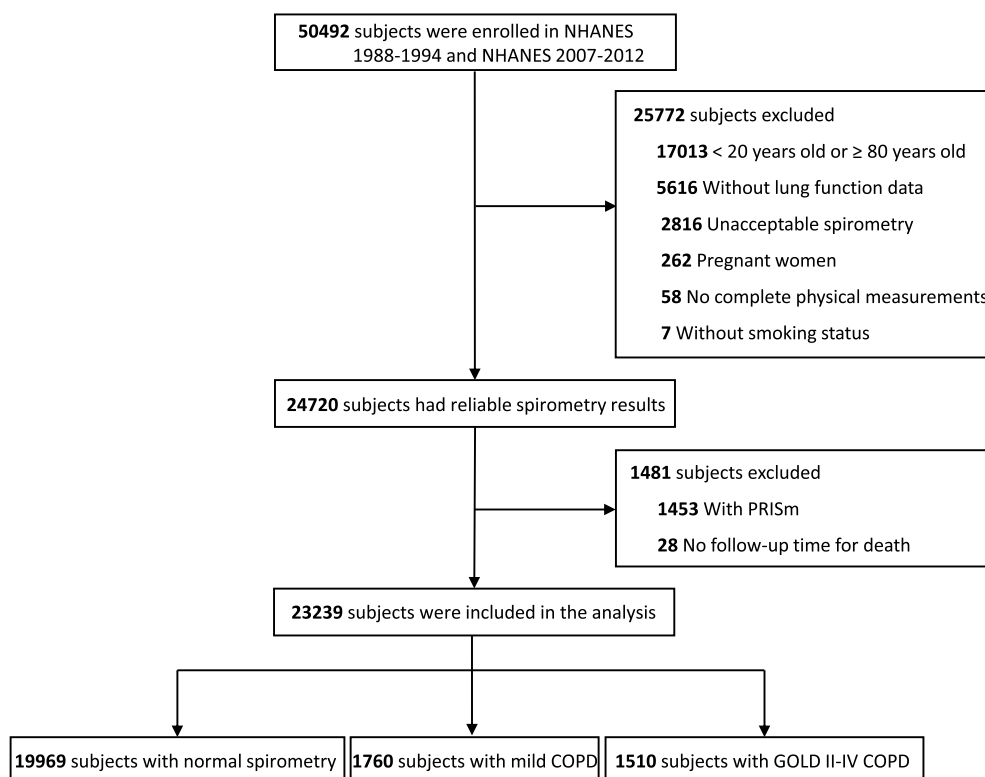 50492 subjects were enrolled in NHANES
1988-1994 and NHANES 2007-2012
25772 subjects excluded
17013 < 20 years old or ≥ 80 years old
5616 Without lung function data
2816 Unacceptable spirometry
262 Pregnant women
58 No complete physical measurements
7 Without smoking status
24720 subjects had reliable spirometry results
1481 subjects excluded
1453 With PRISm
28 No follow-up time for death
23239 subjects were included in the analysis
19969 subjects with normal spirometry
1760 subjects with mild COPD
1510 subjects with GOLD II-IV COPD